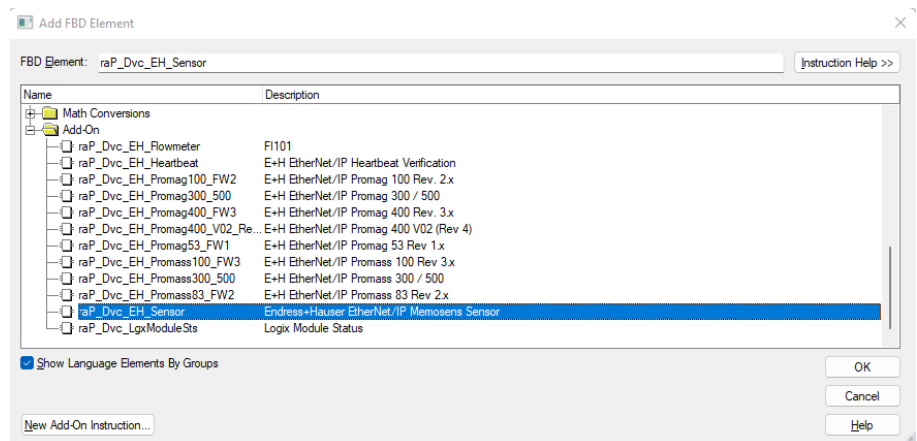 Add FBD Element
FBD Element: raP_Dvc_EH_Sensor Instruction Help >>
Name Description
Math Conversions
Add-On
raP_Dvc_EH_Flowmeter FI101
raP_Dvc_EH_Heartbeat E+H EtherNet/IP Heartbeat Verification
raP_Dvc_EH_Promag100_FW2 E+H EtherNet/IP Promag 100 Rev. 2.x
raP_Dvc_EH_Promag300_500 E+H EtherNet/IP Promag 300 / 500
raP_Dvc_EH_Promag400_FW3 E+H EtherNet/IP Promag 400 Rev. 3.x
raP_Dvc_EH_Promag400_V02_Re... E+H EtherNet/IP Promag 400 V02 (Rev 4)
raP_Dvc_EH_Promag53_FW1 E+H EtherNet/IP Promag 53 Rev 1.x
raP_Dvc_EH_Promass100_FW3 E+H EtherNet/IP Promass 100 Rev 3.x
raP_Dvc_EH_Promass300_500 E+H EtherNet/IP Promass 300 / 500
raP_Dvc_EH_Promass83_FW2 E+H EtherNet/IP Promass 83 Rev 2.x
raP_Dvc_EH_Sensor Endress+Hauser EtherNet/IP Memosens Sensor
raP_Dvc_LgxModuleSts Logix Module Status
Show Language Elements By Groups
OK
Cancel
New Add-On Instruction... Help